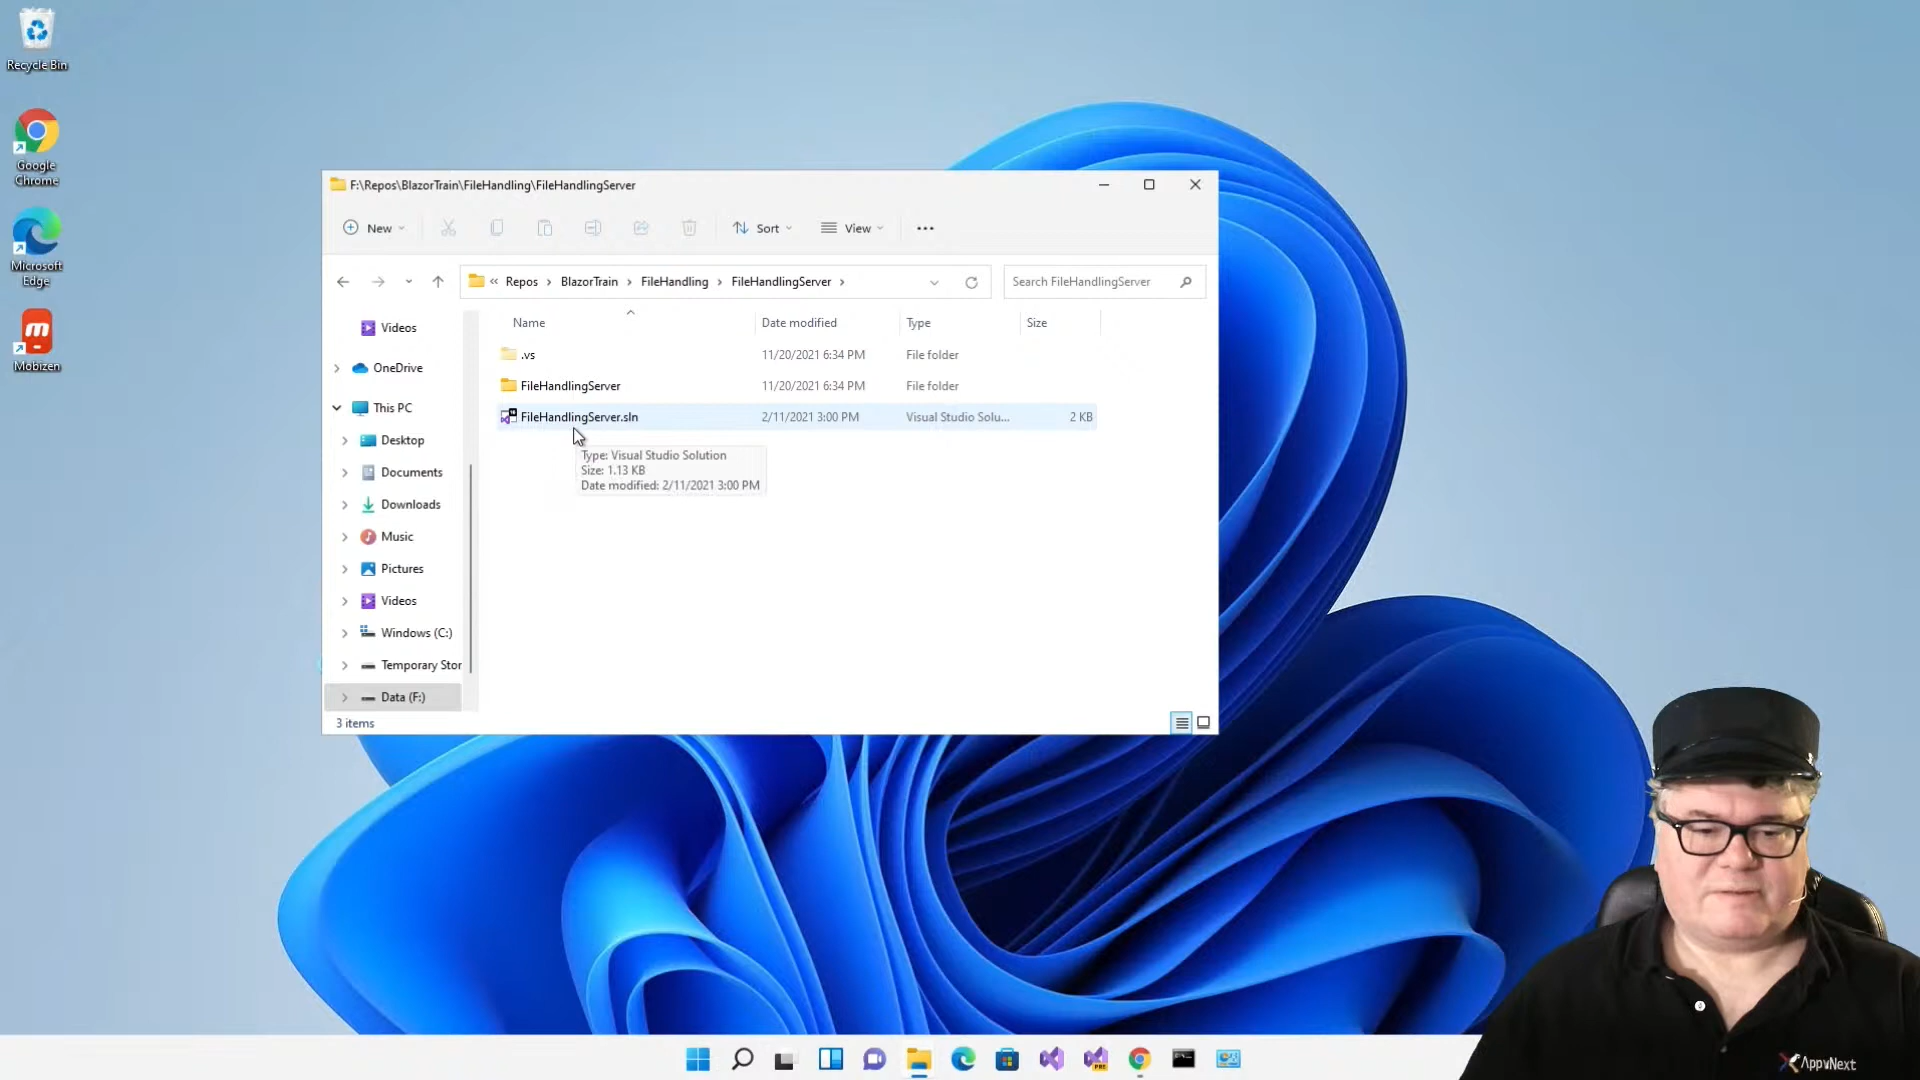 Recycle Bin
Google
Chrome
Microsoft
Edge
Mobizen
F:\Repos\BlazorTrain\FileHandling\FileHandlingServer
New
Sort
View
Repos
BlazorTrain
FileHandling
FileHandlingServer
Search FileHandlingServer
Name
Date modified
Type
Size
.vs
11/20/2021 6:34 PM
File folder
FileHandlingServer
11/20/2021 6:34 PM
File folder
FileHandlingServer.sln
2/11/2021 3:00 PM
Visual Studio Solu...
2 KB
Type: Visual Studio Solution
Size: 1.13 KB
Date modified: 2/11/2021 3:00 PM
Videos
OneDrive
This PC
Desktop
Documents
Downloads
Music
Pictures
Videos
Windows (C:)
Temporary Stor
Data (F:)
3 items
AppvNext